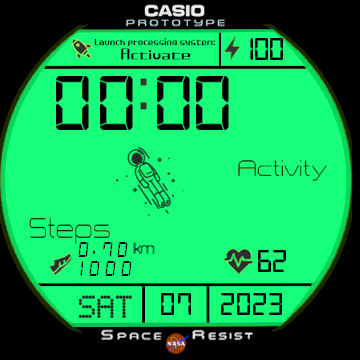 CASIO
PROTOTYPE
Launch processing system:
Activate
100
00:00
Activity
Steps
0.70 km
1000
62
SAT 07 2023
SPACE NASA RESIST